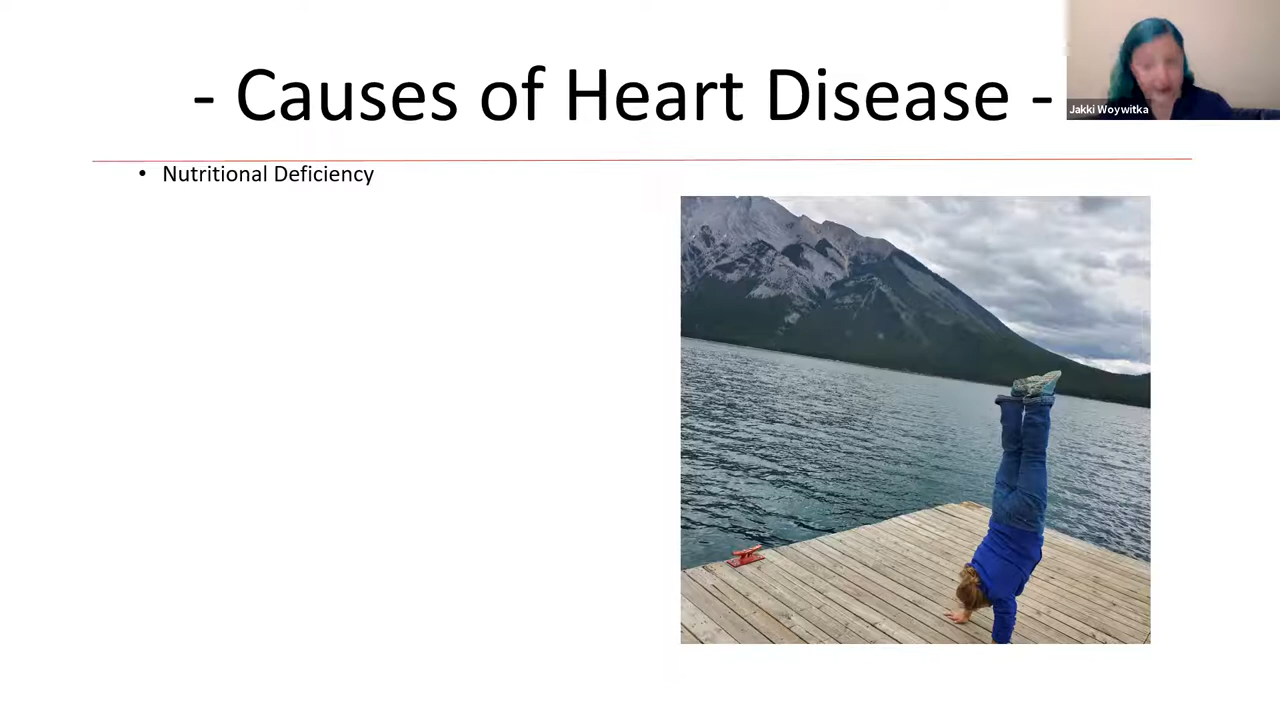 - Causes of Heart Disease -
Jakki Woywitka
• Nutritional Deficiency